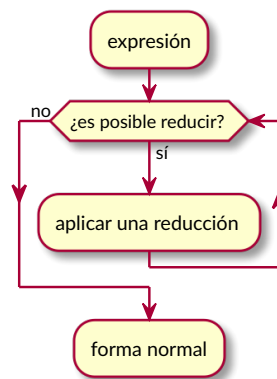 expresión
¿es posible reducir?
no
sí
aplicar una reducción
forma normal